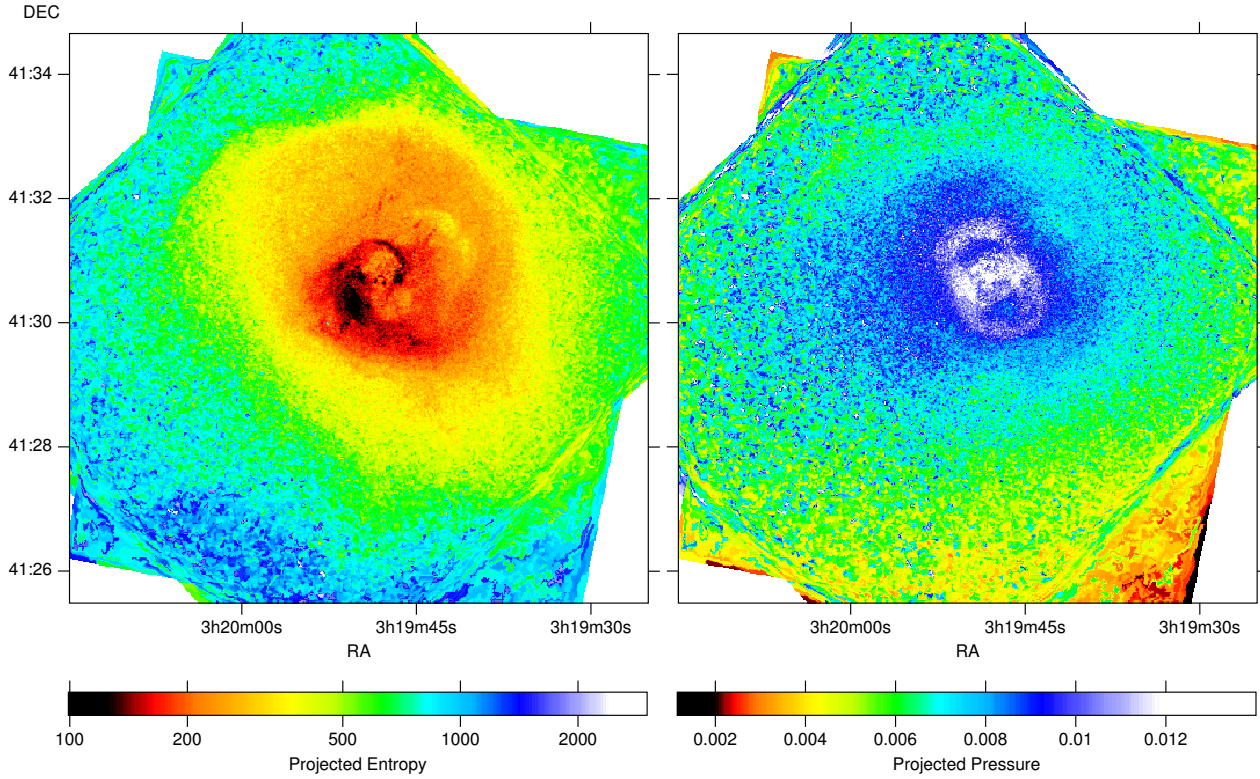 DEC
41:34
41:32
41:30
41:28
41:26
3h20m00s 3h19m45s 3h19m30s 3h20m00s 3h19m45s 3h19m30s
RA RA
100 200 500 1000 2000 0.002 0.004 0.006 0.008 0.01 0.012
Projected Entropy Projected Pressure